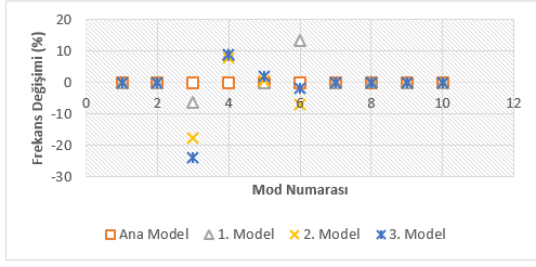 20
10
0
0 2 4 6 8 10 12
-10
-20
-30
Frekans Değişimi (%)
Mod Numarası
Ana Model 1. Model 2. Model 3. Model